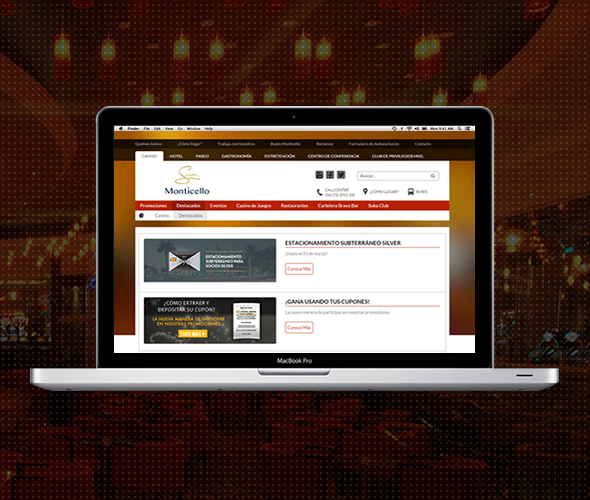 Finder File Edit View Go Window Help
Mon 9:41 AM
Quiénes Somos ¿Cómo llegar? Trabaja con Nosotros Buses Monticello Reclamos Formulario de Autoexclusión Contacto
CASINO HOTEL PASEO GASTRONOMÍA ENTRETENCIÓN CENTRO DE CONFERENCIA CLUB DE PRIVILEGIOS MVG
Sun
Monticello
Buscar...
CALL CENTER
¿CÓMO LLEGAR?
BUSES
Promociones Destacados Eventos Casino de Juegos Restaurantes Cartelera Bravo Bar Suka Club
Casino Destacados
ESTACIONAMIENTO
SUBTERRÁNEO PARA
SOCIOS SILVER
ESTACIONAMIENTO SUBTERRÁNEO SILVER
¡Hasta el 31 de marzo!
Conoce Más
¿CÓMO EXTRAER Y
DEPOSITAR SU CUPÓN?
LA NUEVA MANERA DE PARTICIPAR
EN NUESTRAS PROMOCIONES
LEER MÁS
¡GANA USANDO TUS CUPONES!
La nueva manera de participar en nuestras promociones
Conoce Más
MacBook Pro